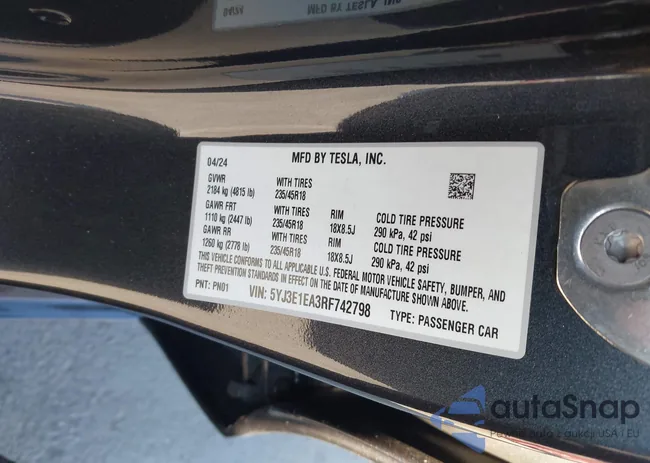 04/24 MFD BY TESLA, INC.
GVWR WITH TIRES
2184 kg (4815 lb) 235/45R18
GAWR FRT WITH TIRES RIM COLD TIRE PRESSURE
1110 kg (2447 lb) 235/45R18 18X8.5J 290 kPa, 42 psi
GAWR RR WITH TIRES RIM COLD TIRE PRESSURE
1260 kg (2778 lb) 235/45R18 18X8.5J 290 kPa, 42 psi
THIS VEHICLE CONFORMS TO ALL APPLICABLE U.S. FEDERAL MOTOR VEHICLE SAFETY, BUMPER, AND
THEFT PREVENTION STANDARDS IN EFFECT ON THE DATE OF MANUFACTURE SHOWN ABOVE.
PNT: PN01 VIN: 5YJ3E1EA3RF742798 TYPE: PASSENGER CAR
autaSnap
aukcji USA i EU